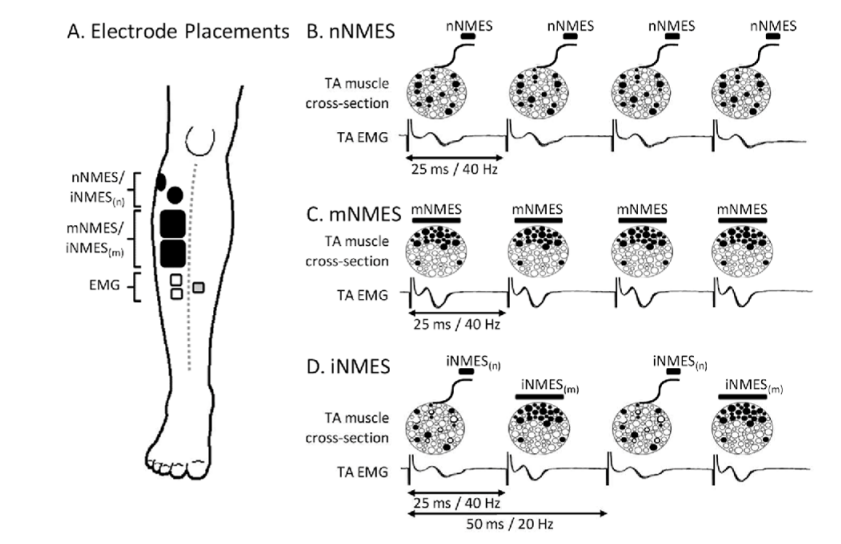 A. Electrode Placements
nNMES/
iNMES(n)
mNMES/
iNMES(m)
EMG
B. nNMES
nNMES nNMES nNMES nNMES
TA muscle
cross-section
TA EMG
25 ms / 40 Hz
C. mNMES
mNMES mNMES mNMES mNMES
TA muscle
cross-section
TA EMG
25 ms / 40 Hz
D. iNMES
iNMES(n) iNMES(n)
iNMES(m) iNMES(m)
TA muscle
cross-section
TA EMG
25 ms / 40 Hz
50 ms / 20 Hz